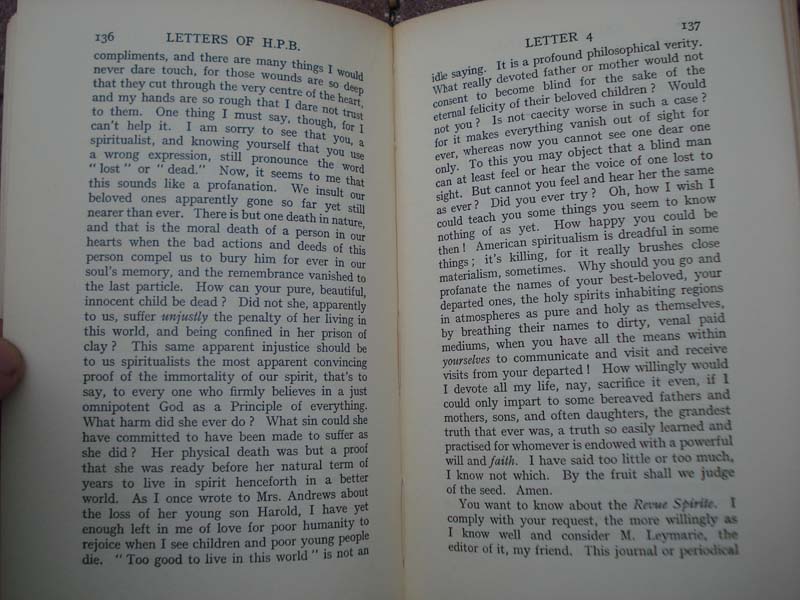 136 LETTERS OF H.P.B.
compliments, and there are many things I would
never dare touch, for those wounds are so deep
that they cut through the very centre of the heart,
and my hands are so rough that I dare not trust
to them. One thing I must say, though, for I
can't help it. I am sorry to see that you, a
spiritualist, and knowing yourself that you use
a wrong expression, still pronounce the word
"lost" or "dead." Now, it seems to me that
this sounds like a profanation. We insult our
beloved ones apparently gone so far yet still
nearer than ever. There is but one death in nature,
and that is the moral death of a person in our
hearts when the bad actions and deeds of this
person compel us to bury him for ever in our
soul's memory, and the remembrance vanished to
the last particle. How can your pure, beautiful,
innocent child be dead? Did not she, apparently
to us, suffer unjustly the penalty of her living in
this world, and being confined in her prison of
clay? This same apparent injustice should be
to us spiritualists the most apparent convincing
proof of the immortality of our spirit, that's to
say, to every one who firmly believes in a just
omnipotent God as a Principle of everything.
What harm did she ever do? What sin could she
have committed to have been made to suffer as
she did? Her physical death was but a proof
that she was ready before her natural term of
years to live in spirit henceforth in a better
world. As I once wrote to Mrs. Andrews about
the loss of her young son Harold, I have yet
enough left in me of love for poor humanity to
rejoice when I see children and poor young people
die. "Too good to live in this world" is not an
LETTER 4 137
idle saying. It is a profound philosophical verity.
What really devoted father or mother would not
consent to become blind for the sake of the
eternal felicity of their beloved children? Would
not you? Is not caecity worse in such a case?
for it makes everything vanish out of sight for
ever, whereas now you cannot see one dear one
only. To this you may object that a blind man
can at least feel or hear the voice of one lost to
sight. But cannot you feel and hear her the same
as ever? Did you ever try? Oh, how I wish I
could teach you some things you seem to know
nothing of as yet. How happy you could be
then! American spiritualism is dreadful in some
things; it's killing, for it really brushes close
materialism, sometimes. Why should you go and
profanate the names of your best-beloved, your
departed ones, the holy spirits inhabiting regions
in atmospheres as pure and holy as themselves,
by breathing their names to dirty, venal paid
mediums, when you have all the means within
yourselves to communicate and visit and receive
visits from your departed! How willingly would
I devote all my life, nay, sacrifice it even, if I
could only impart to some bereaved fathers and
mothers, sons, and often daughters, the grandest
truth that ever was, a truth so easily learned and
practised for whomever is endowed with a powerful
will and faith. I have said too little or too much,
I know not which. By the fruit shall we judge
of the seed. Amen.
You want to know about the Revue Spirite. I
comply with your request, the more willingly as
I know well and consider M. Leymarie, the
editor of it, my friend. This journal or periodical